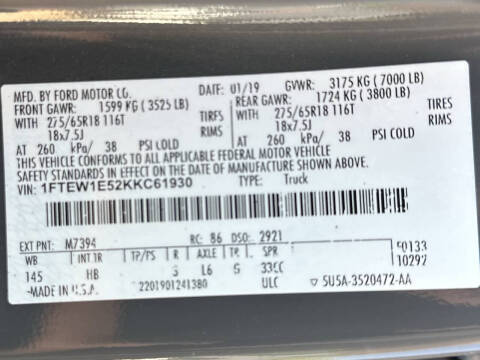 MFD. BY FORD MOTOR CO.
DATE: 01/19 GVWR: 3175 KG ( 7000 LB)
FRONT GAWR: 1599 KG ( 3525 LB) REAR GAWR: 1724 KG ( 3800 LB)
WITH 275/65R18 116T TIRES WITH 275/65R18 116T TIRES
18x7.5J RIMS 18x7.5J RIMS
AT 260 kPa/ 38 PSI COLD AT 260 kPa/ 38 PSI COLD
THIS VEHICLE CONFORMS TO ALL APPLICABLE FEDERAL MOTOR VEHICLE
SAFETY STANDARDS IN EFFECT ON THE DATE OF MANUFACTURE SHOWN ABOVE.
VIN: 1FTEW1E52KKC61930 TYPE: Truck
EXT PNT: M7394 RC: 86 DSO: 2921
WB INT TR TP/PS R AXLE TR SPR
145 HB L6 90133
10292
MADE IN U.S.A. 2201901241380 ULC 5U5A-3520472-AA